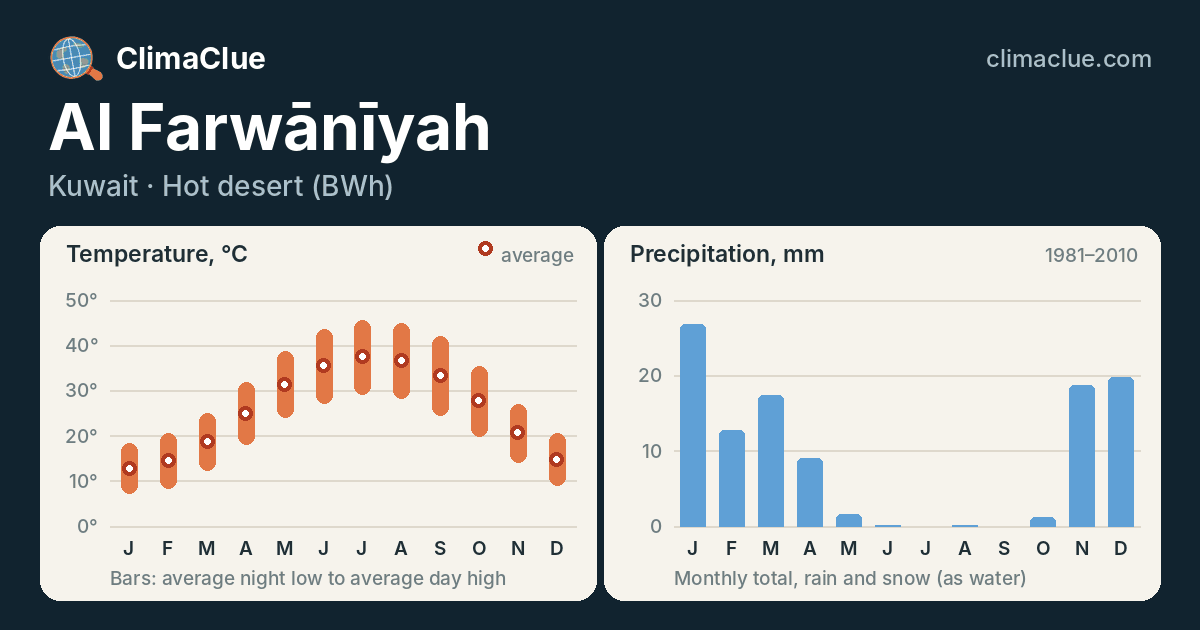 ClimaClue
climaclue.com
Al Farwānīyah
Kuwait · Hot desert (BWh)
Temperature, °C
average
50°
40°
30°
20°
10°
0°
J F M A M J J A S O N D
Bars: average night low to average day high
Precipitation, mm
1981–2010
30
20
10
0
J F M A M J J A S O N D
Monthly total, rain and snow (as water)